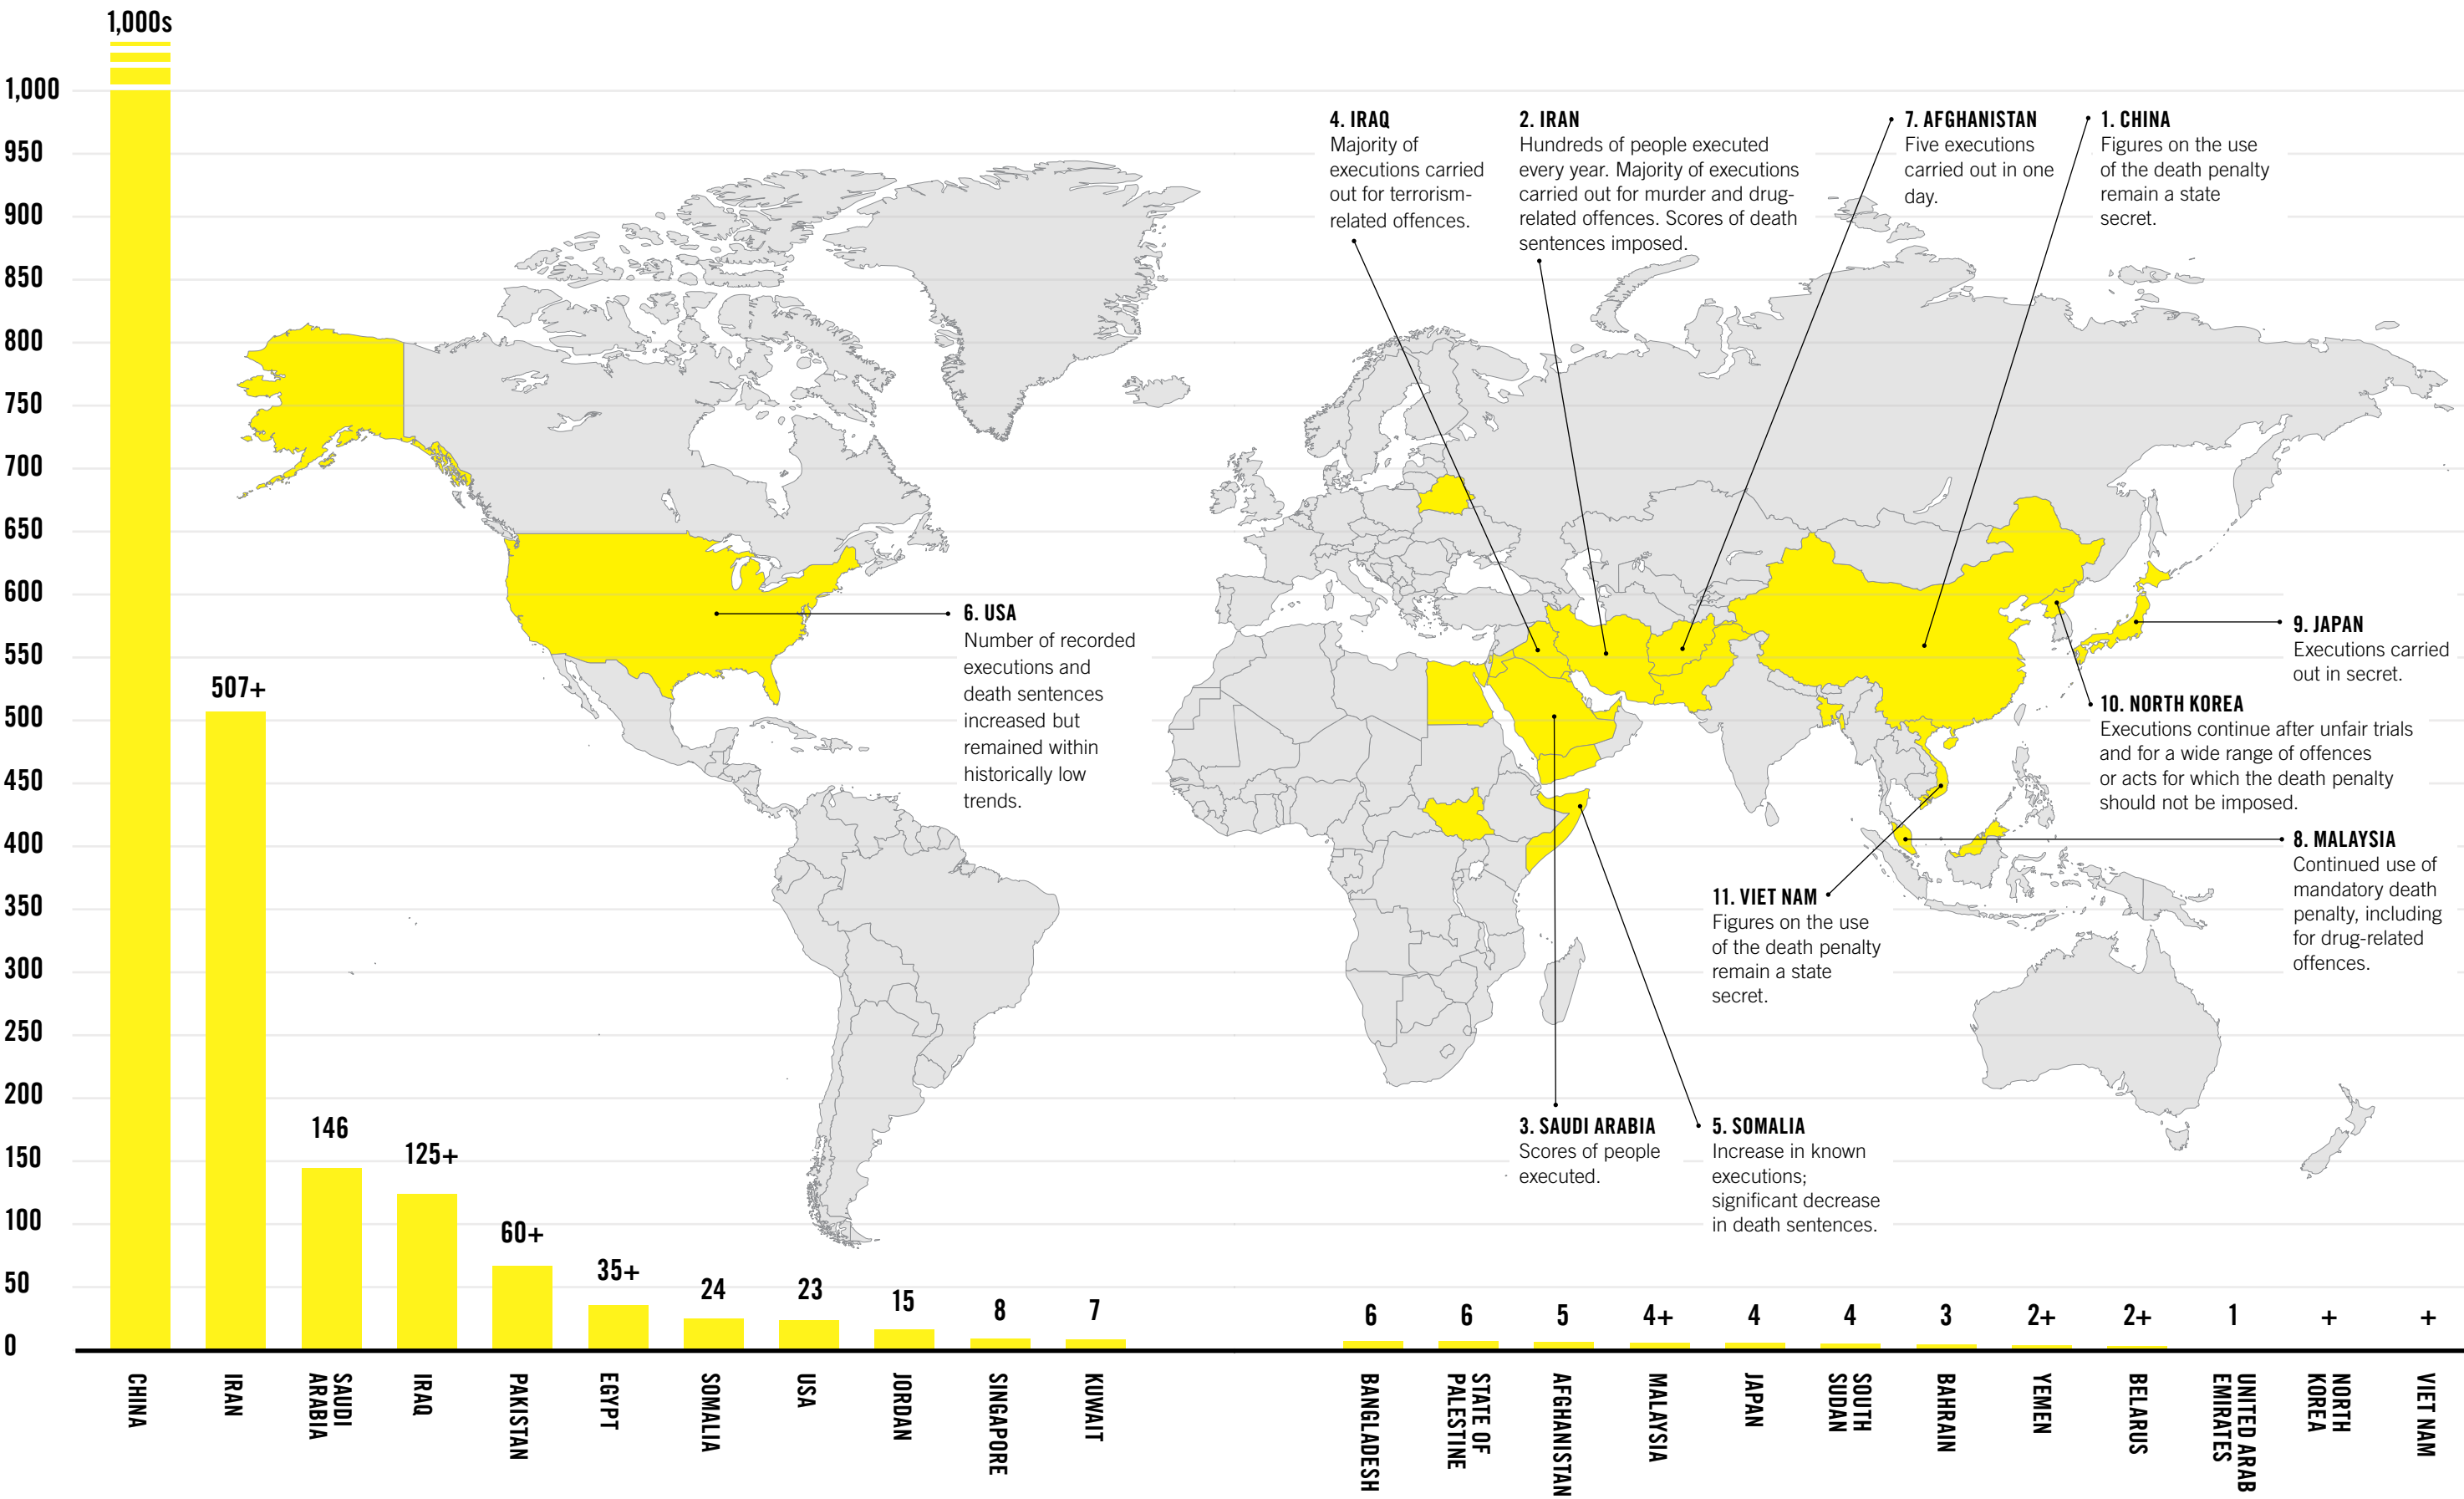 1,000s
1,000
950
900
850
800
750
700
650
600
550
500
450
400
350
300
250
200
150
100
50
0
4. IRAQ
Majority of
executions carried
out for terrorism-
related offences.
2. IRAN
Hundreds of people executed
every year. Majority of executions
carried out for murder and drug-
related offences. Scores of death
sentences imposed.
7. AFGHANISTAN
Five executions
carried out in one
day.
1. CHINA
Figures on the use
of the death penalty
remain a state
secret.
6. USA
Number of recorded
executions and
death sentences
increased but
remained within
historically low
trends.
9. JAPAN
Executions carried
out in secret.
10. NORTH KOREA
Executions continue after unfair trials
and for a wide range of offences
or acts for which the death penalty
should not be imposed.
8. MALAYSIA
Continued use of
mandatory death
penalty, including
for drug-related
offences.
11. VIET NAM
Figures on the use
of the death penalty
remain a state
secret.
3. SAUDI ARABIA
Scores of people
executed.
5. SOMALIA
Increase in known
executions;
significant decrease
in death sentences.
507+
146
125+
60+
35+
24
23
15
8
7
6
6
5
4+
4
4
3
2+
2+
1
+
+
CHINA
IRAN
SAUDI
ARABIA
IRAQ
PAKISTAN
EGYPT
SOMALIA
USA
JORDAN
SINGAPORE
KUWAIT
BANGLADESH
STATE OF
PALESTINE
AFGHANISTAN
MALAYSIA
JAPAN
SOUTH
SUDAN
BAHRAIN
YEMEN
BELARUS
UNITED ARAB
EMIRATES
NORTH
KOREA
VIET NAM